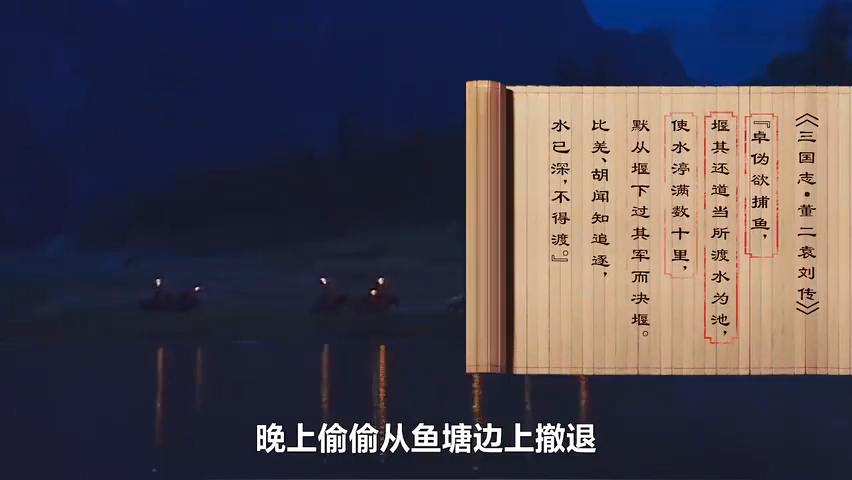 《三国志·董二袁刘传》
『卓伪欲捕鱼，
堰其还道当所渡水为池，
使水渟满数十里，
默从堰下过其军而决堰。
比羌、胡闻知追逐，
水已深，不得渡。』
晚上偷偷从鱼塘边上撤退